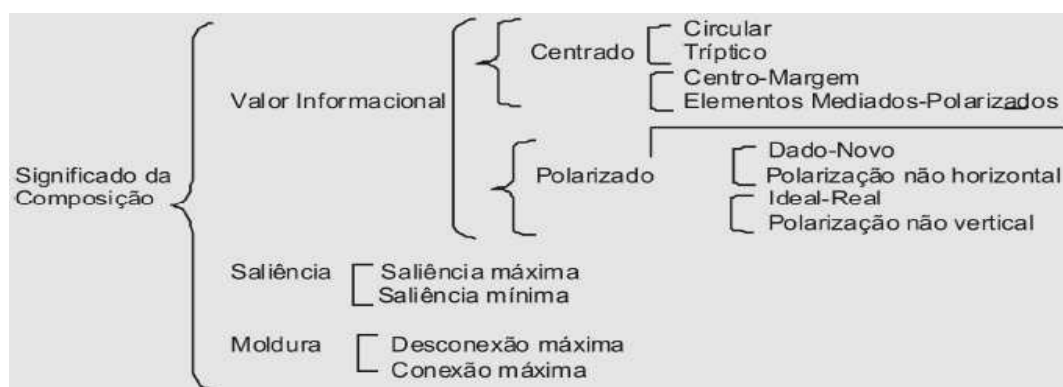 Circular
Centrado
Tríptico
Centro-Margem
Valor Informacional
Elementos Mediados-Polarizados
Dado-Novo
Polarizado
Polarização não horizontal
Significado da
Composição
Ideal-Real
Polarização não vertical
Saliência
Saliência máxima
Saliência mínima
Moldura
Desconexão máxima
Conexão máxima